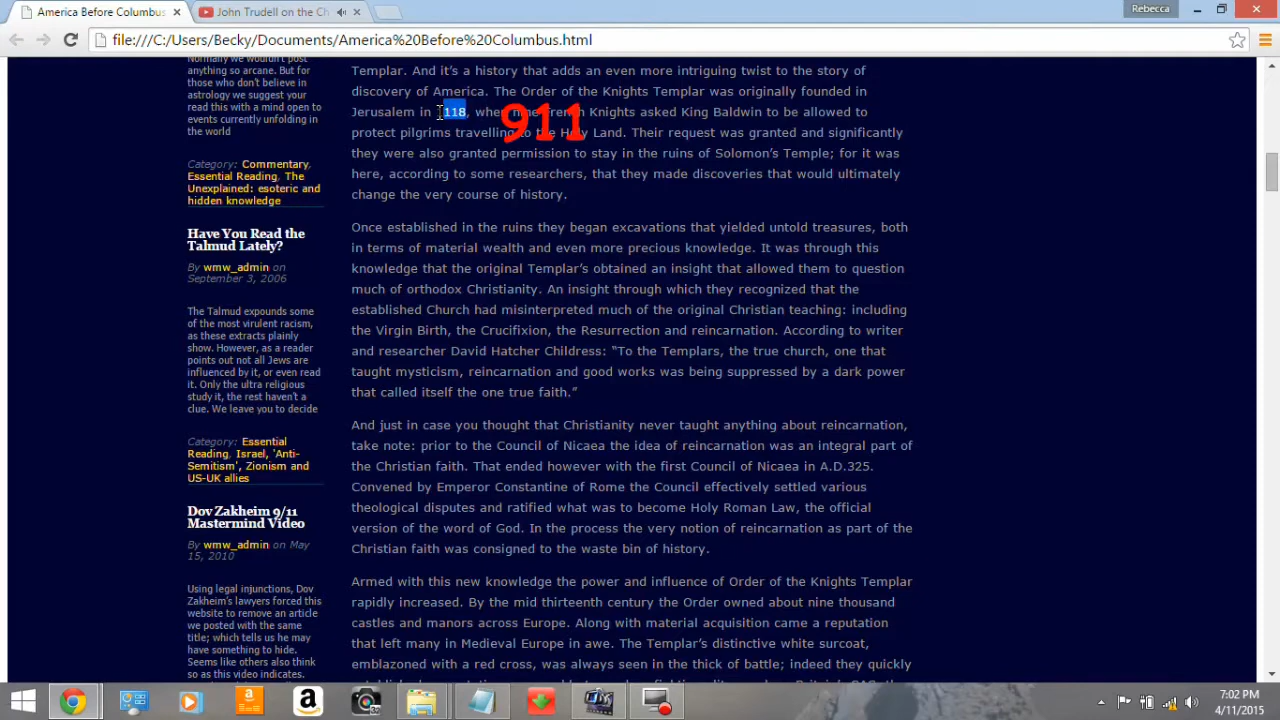 America Before Columbus
John Trudell on the Ch
Rebecca
file:///C:/Users/Becky/Documents/America%20Before%20Columbus.html
Normally we wouldn't post
anything so arcane. But for
those who don't believe in
astrology we suggest your
read this with a mind open to
events currently unfolding in
the world
Category: Commentary,
Essential Reading, The
Unexplained: esoteric and
hidden knowledge
Have You Read the
Talmud Lately?
By wmw_admin on
September 3, 2006
The Talmud expounds some
of the most virulent racism,
as these extracts plainly
show. However, as a reader
points out not all Jews are
influenced by it, or even read
it. Only the ultra religious
study it, the rest haven't a
clue. We leave you to decide
Category: Essential
Reading, Israel, 'Anti-
Semitism', Zionism and
US-UK allies
Dov Zakheim 9/11
Mastermind Video
By wmw_admin on May
15, 2010
Using legal injunctions, Dov
Zakheim's lawyers forced this
website to remove an article
we posted with the same
title; which tells us he may
have something to hide.
Seems like others also think
so as this video indicates.
Templar. And it's a history that adds an even more intriguing twist to the story of
discovery of America. The Order of the Knights Templar was originally founded in
Jerusalem in 1118, when nine French Knights asked King Baldwin to be allowed to
911
protect pilgrims travelling to the Holy Land. Their request was granted and significantly
they were also granted permission to stay in the ruins of Solomon's Temple; for it was
here, according to some researchers, that they made discoveries that would ultimately
change the very course of history.
Once established in the ruins they began excavations that yielded untold treasures, both
in terms of material wealth and even more precious knowledge. It was through this
knowledge that the original Templar's obtained an insight that allowed them to question
much of orthodox Christianity. An insight through which they recognized that the
established Church had misinterpreted much of the original Christian teaching: including
the Virgin Birth, the Crucifixion, the Resurrection and reincarnation. According to writer
and researcher David Hatcher Childress: "To the Templars, the true church, one that
taught mysticism, reincarnation and good works was being suppressed by a dark power
that called itself the one true faith."
And just in case you thought that Christianity never taught anything about reincarnation,
take note: prior to the Council of Nicaea the idea of reincarnation was an integral part of
the Christian faith. That ended however with the first Council of Nicaea in A.D.325.
Convened by Emperor Constantine of Rome the Council effectively settled various
theological disputes and ratified what was to become Holy Roman Law, the official
version of the word of God. In the process the very notion of reincarnation as part of the
Christian faith was consigned to the waste bin of history.
Armed with this new knowledge the power and influence of Order of the Knights Templar
rapidly increased. By the mid thirteenth century the Order owned about nine thousand
castles and manors across Europe. Along with material acquisition came a reputation
that left many in Medieval Europe in awe. The Templar's distinctive white surcoat,
emblazoned with a red cross, was always seen in the thick of battle; indeed they quickly
7:02 PM
4/11/2015